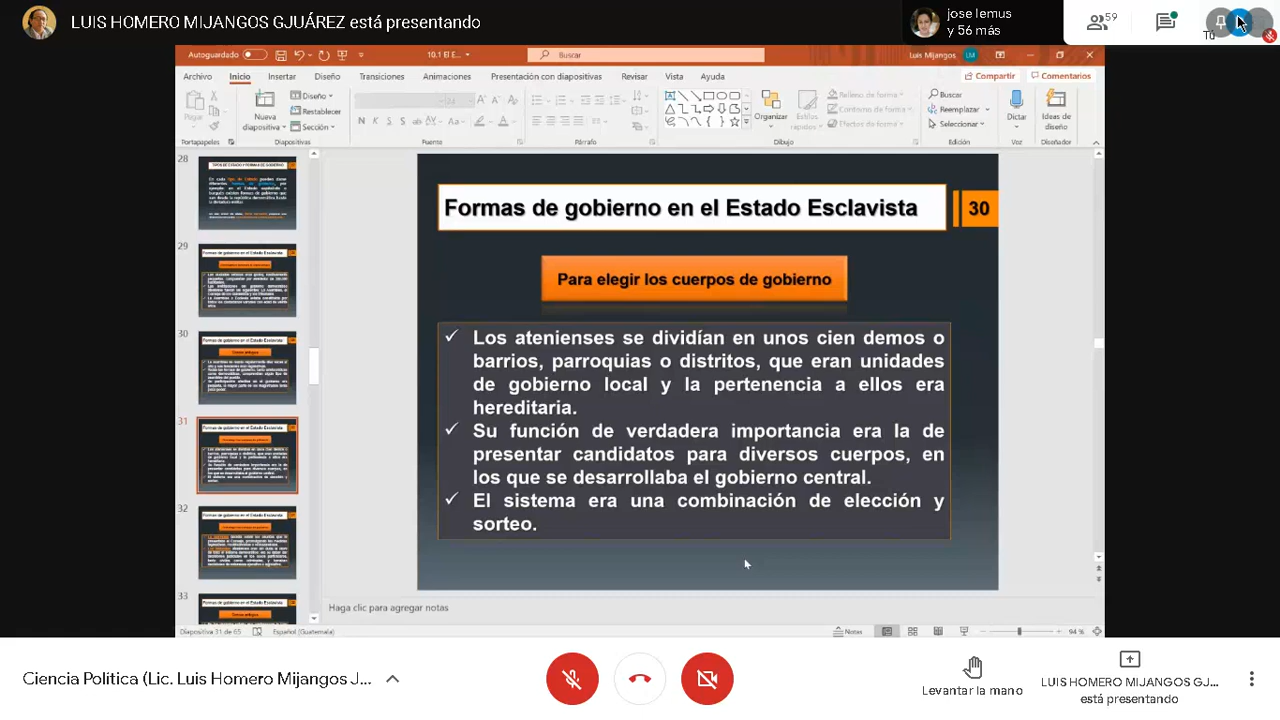 LUIS HOMERO MIJANGOS GJUÁREZ está presentando
jose lemus
y 56 más
59
Tú
Autoguardado
10.1 El E...
Buscar
Luis Mijangos
LM
Archivo
Inicio
Insertar
Diseño
Transiciones
Animaciones
Presentación con diapositivas
Revisar
Vista
Ayuda
Compartir
Comentarios
Pegar
Nueva
diapositiva
Diseño
Restablecer
Sección
N K S S
Organizar
Estilos
rápidos
Relleno de forma
Contorno de forma
Efectos de forma
Buscar
Reemplazar
Seleccionar
Dictar
Ideas de
diseño
Portapapeles
Diapositivas
Fuente
Párrafo
Dibujo
Edición
Voz
Diseñador
28
29
30
31
32
33
Formas de gobierno en el Estado Esclavista
30
Para elegir los cuerpos de gobierno
✓ Los atenienses se dividían en unos cien demos o
barrios, parroquias o distritos, que eran unidades
de gobierno local y la pertenencia a ellos era
hereditaria.
✓ Su función de verdadera importancia era la de
presentar candidatos para diversos cuerpos, en
los que se desarrollaba el gobierno central.
✓ El sistema era una combinación de elección y
sorteo.
Haga clic para agregar notas
Diapositiva 31 de 65
Español (Guatemala)
Notas
94 %
Ciencia Política (Lic. Luis Homero Mijangos J...
Levantar la mano
LUIS HOMERO MIJANGOS GJ...
está presentando